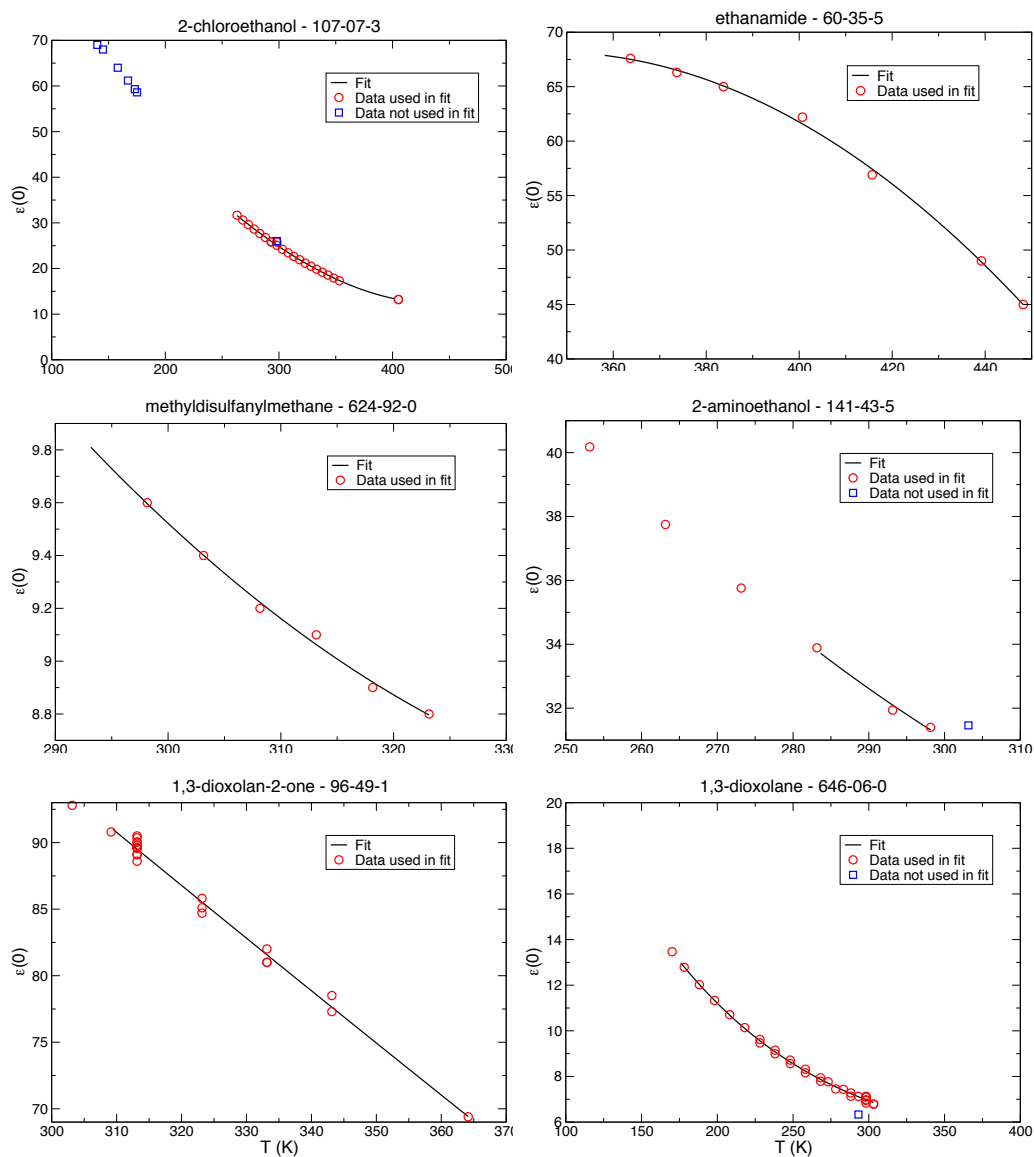 2-chloroethanol - 107-07-3
70
60
50
40
30
20
10
0
ε(0)
100
200
300
400
500
Fit
Data used in fit
Data not used in fit
ethanamide - 60-35-5
70
65
60
55
50
45
40
ε(0)
360
380
400
420
440
Fit
Data used in fit
methyldisulfanylmethane - 624-92-0
9.8
9.6
9.4
9.2
9
8.8
ε(0)
290
300
310
320
330
Fit
Data used in fit
2-aminoethanol - 141-43-5
40
38
36
34
32
ε(0)
250
260
270
280
290
300
310
Fit
Data used in fit
Data not used in fit
1,3-dioxolan-2-one - 96-49-1
90
85
80
75
70
ε(0)
300
310
320
330
340
350
360
370
T (K)
Fit
Data used in fit
1,3-dioxolane - 646-06-0
20
18
16
14
12
10
8
6
ε(0)
100
150
200
250
300
350
400
T (K)
Fit
Data used in fit
Data not used in fit